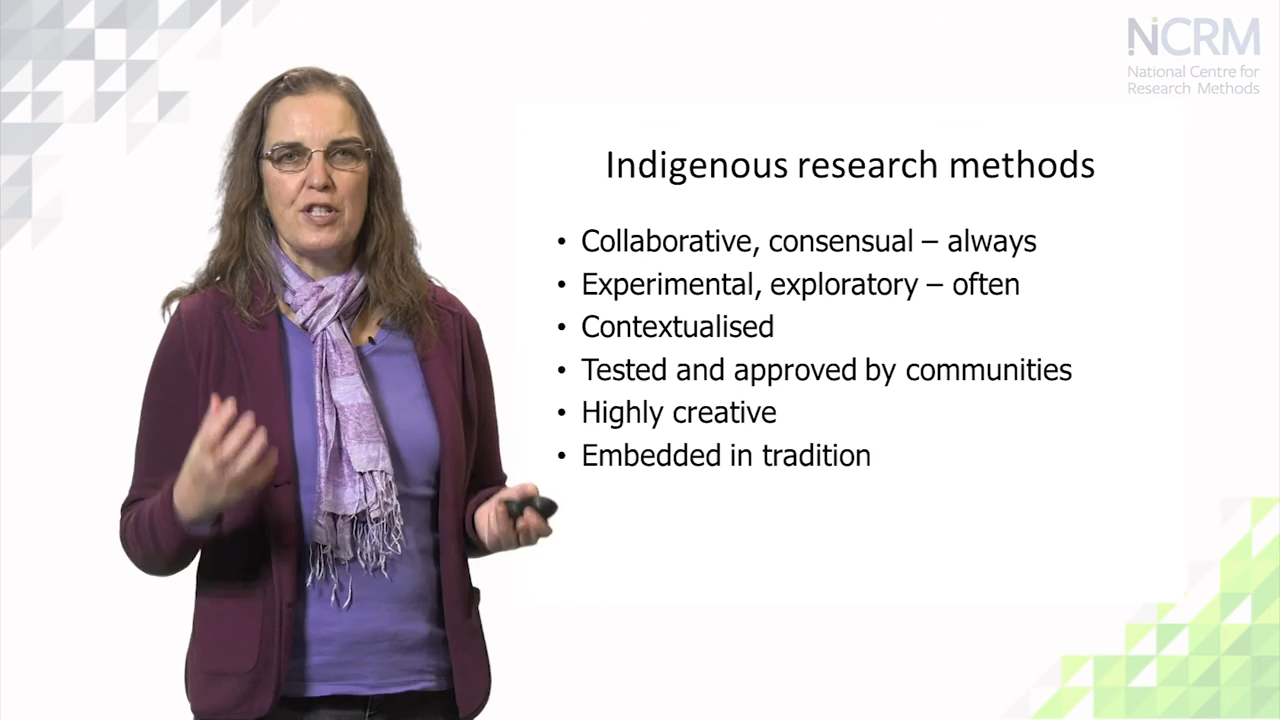 NCRM
National Centre for
Research Methods
Indigenous research methods
• Collaborative, consensual – always
• Experimental, exploratory – often
• Contextualised
• Tested and approved by communities
• Highly creative
• Embedded in tradition